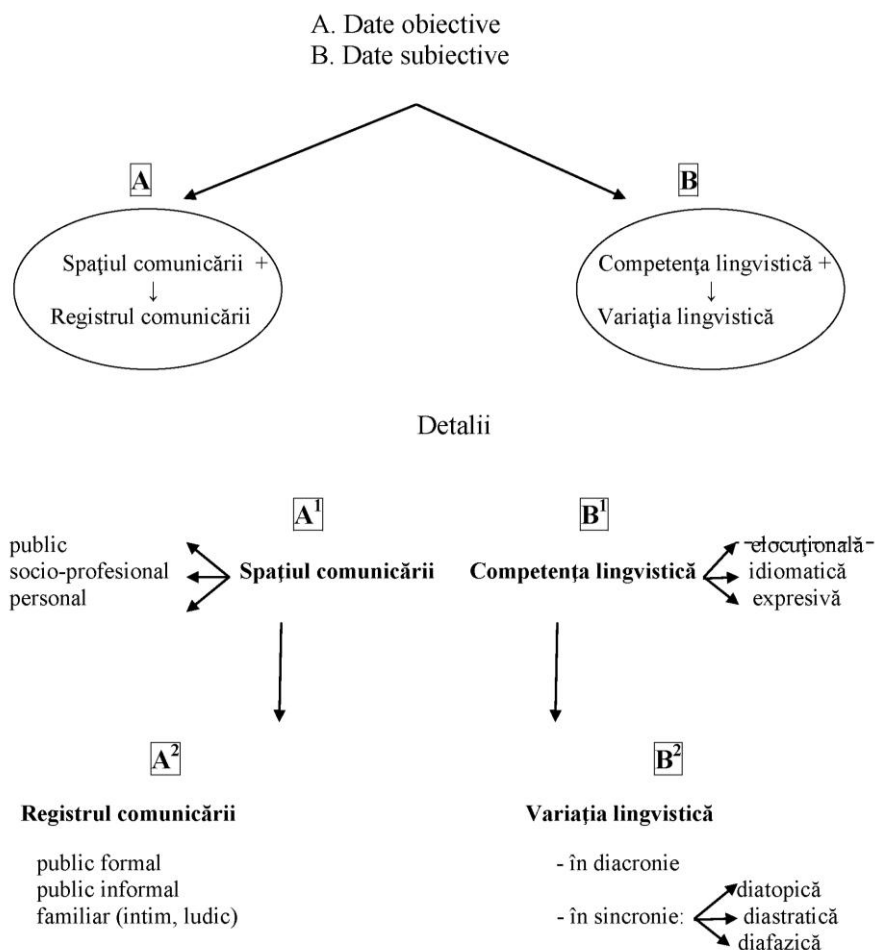 A. Date obiective
B. Date subiective
A
B
Spaţiul comunicării +
↓
Registrul comunicării
Competenţa lingvistică +
↓
Variaţia lingvistică
Detalii
A¹
B¹
public
socio-profesional
personal
Spaţiul comunicării
Competenţa lingvistică
elocuţională
idiomatică
expresivă
A²
B²
Registrul comunicării
Variaţia lingvistică
public formal
public informal
familiar (intim, ludic)
- în diacronie
- în sincronie:
diatopică
diastratică
diafazică